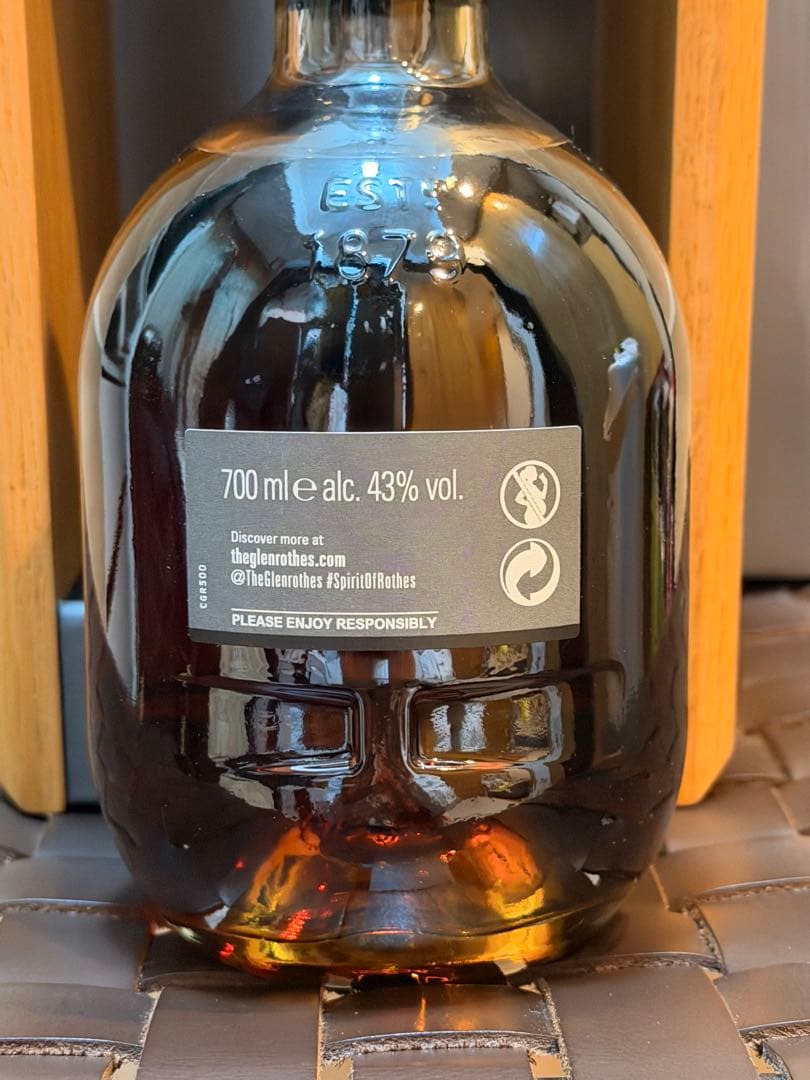 ESTD
1879
700 ml ℮ alc. 43% vol.
Discover more at
theglenrothes.com
@TheGlenrothes #SpiritOfRothes
CGR500
PLEASE ENJOY RESPONSIBLY